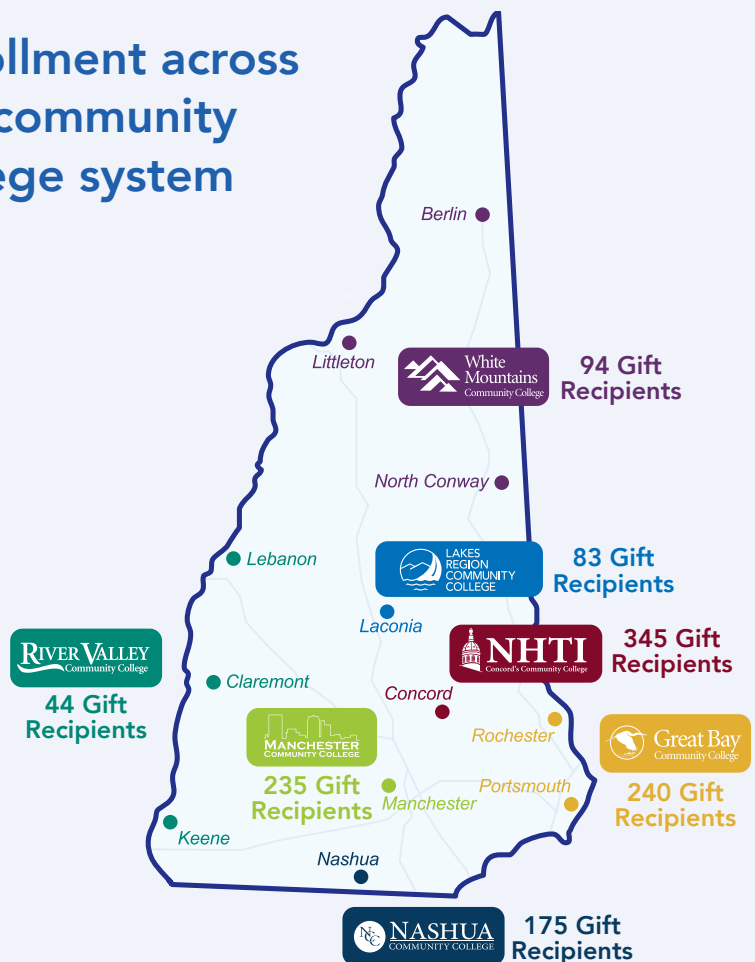 ollment across
community
ege system
Berlin
Littleton
White
Mountains
Community College
94 Gift
Recipients
North Conway
Lebanon
LAKES
REGION
COMMUNITY
COLLEGE
83 Gift
Recipients
Laconia
RIVER VALLEY
Community College
44 Gift
Recipients
Claremont
NHTI
Concord's Community College
345 Gift
Recipients
Concord
MANCHESTER
COMMUNITY COLLEGE
235 Gift
Recipients
Manchester
Rochester
Great Bay
Community College
240 Gift
Recipients
Portsmouth
Keene
Nashua
NCC
NASHUA
COMMUNITY COLLEGE
175 Gift
Recipients